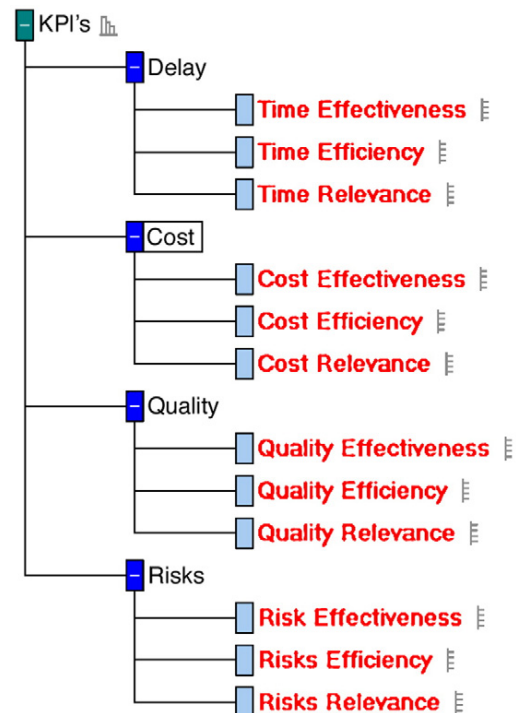 KPI's
Delay
Time Effectiveness
Time Efficiency
Time Relevance
Cost
Cost Effectiveness
Cost Efficiency
Cost Relevance
Quality
Quality Effectiveness
Quality Efficiency
Quality Relevance
Risks
Risk Effectiveness
Risks Efficiency
Risks Relevance